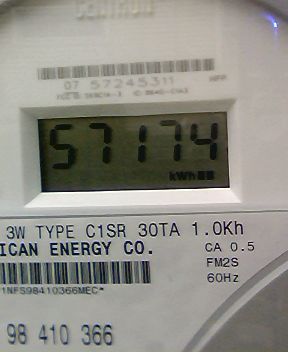 CENTRON
07 57245311
57174
kWh
3W TYPE C1SR 30TA 1.0Kh
ICAN ENERGY CO.
CA 0.5
FM2S
60Hz
1NFS98410366MEC*
98 410 366